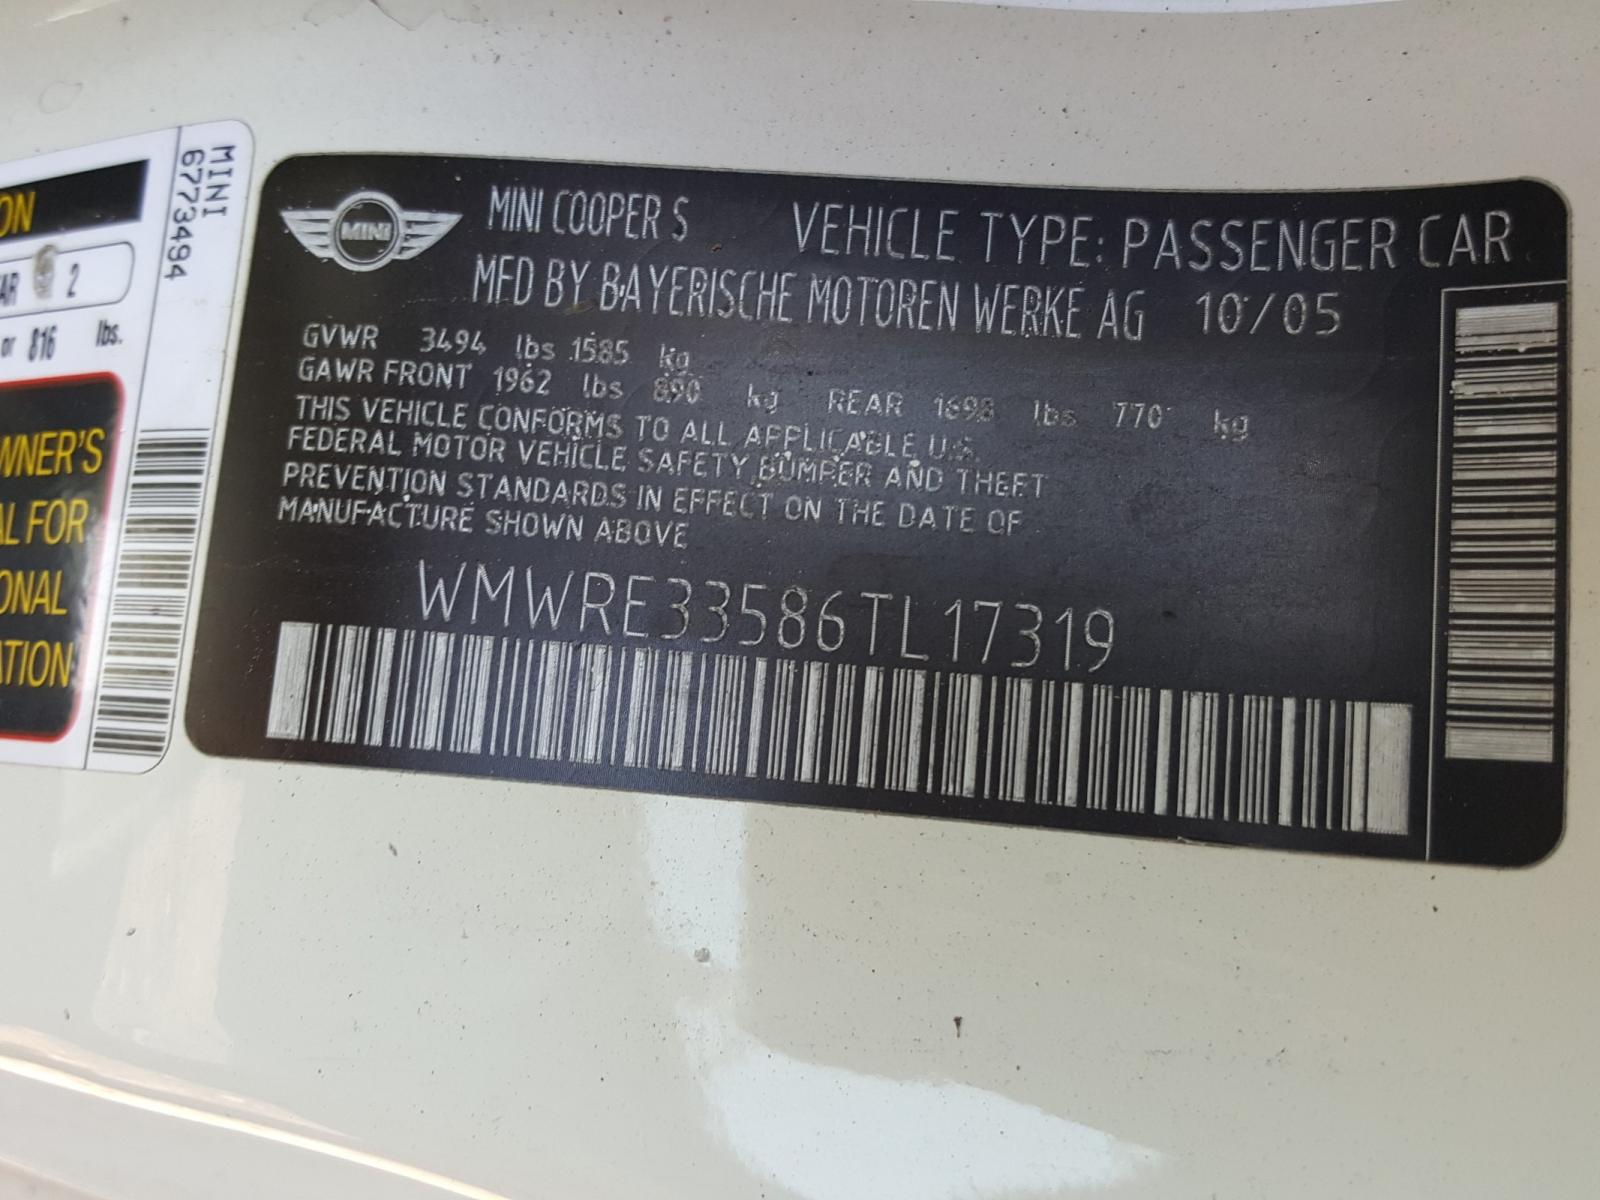 ON
AR 2
or 816 lbs.
WNER'S
AL FOR
ONAL
ATION
MINI
6773494
MINI
MINI COOPER S VEHICLE TYPE: PASSENGER CAR
MFD BY BAYERISCHE MOTOREN WERKE AG 10/05
GVWR 3494 lbs 1585 kg
GAWR FRONT 1962 lbs 890 kg REAR 1698 lbs 770 kg
THIS VEHICLE CONFORMS TO ALL APPLICABLE U.S.
FEDERAL MOTOR VEHICLE SAFETY, BUMPER AND THEFT
PREVENTION STANDARDS IN EFFECT ON THE DATE OF
MANUFACTURE SHOWN ABOVE
WMWRE33586TL17319